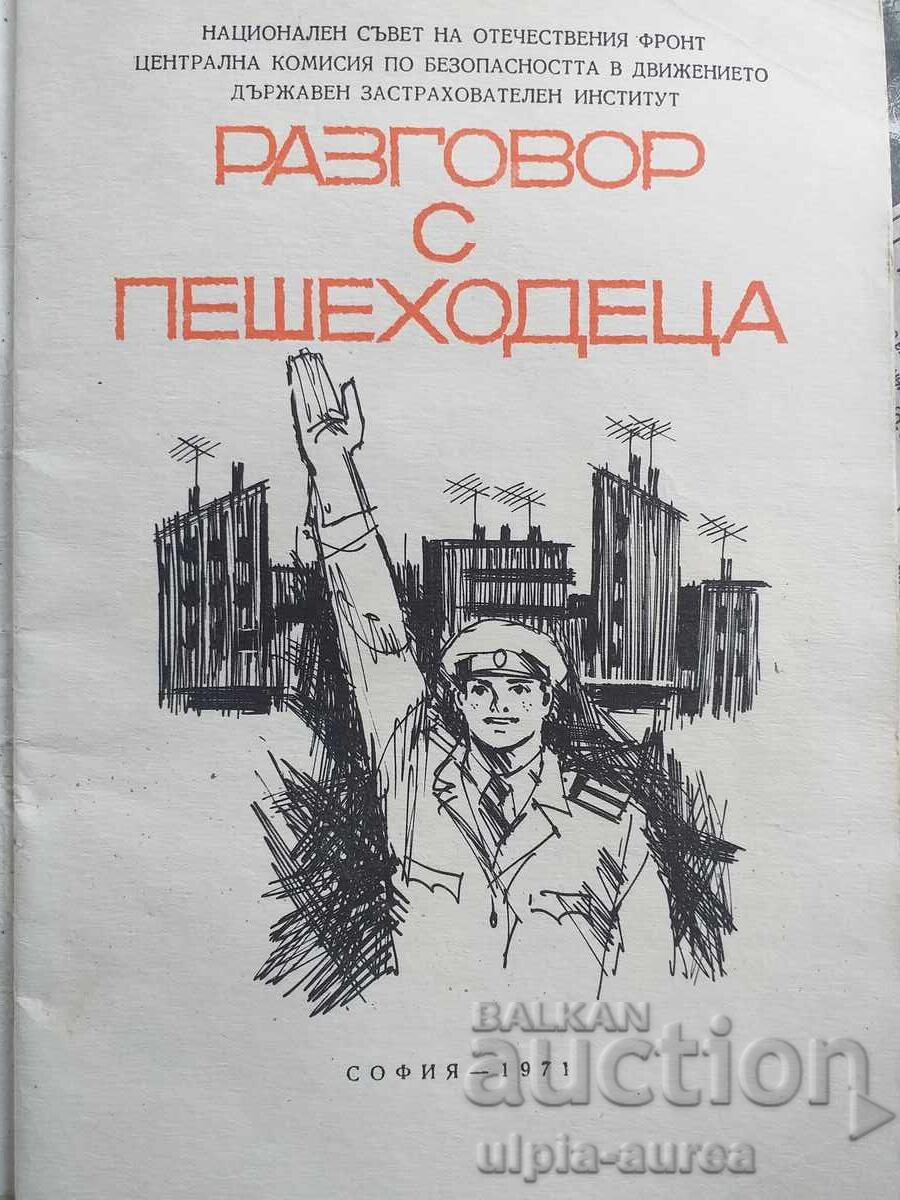 НАЦИОНАЛЕН СЪВЕТ НА ОТЕЧЕСТВЕНИЯ ФРОНТ
ЦЕНТРАЛНА КОМИСИЯ ПО БЕЗОПАСНОСТТА В ДВИЖЕНИЕТО
ДЪРЖАВЕН ЗАСТРАХОВАТЕЛЕН ИНСТИТУТ
РАЗГОВОР
С
ПЕШЕХОДЕЦА
СОФИЯ — 1971
BALKAN
auction
ulpia-aurea